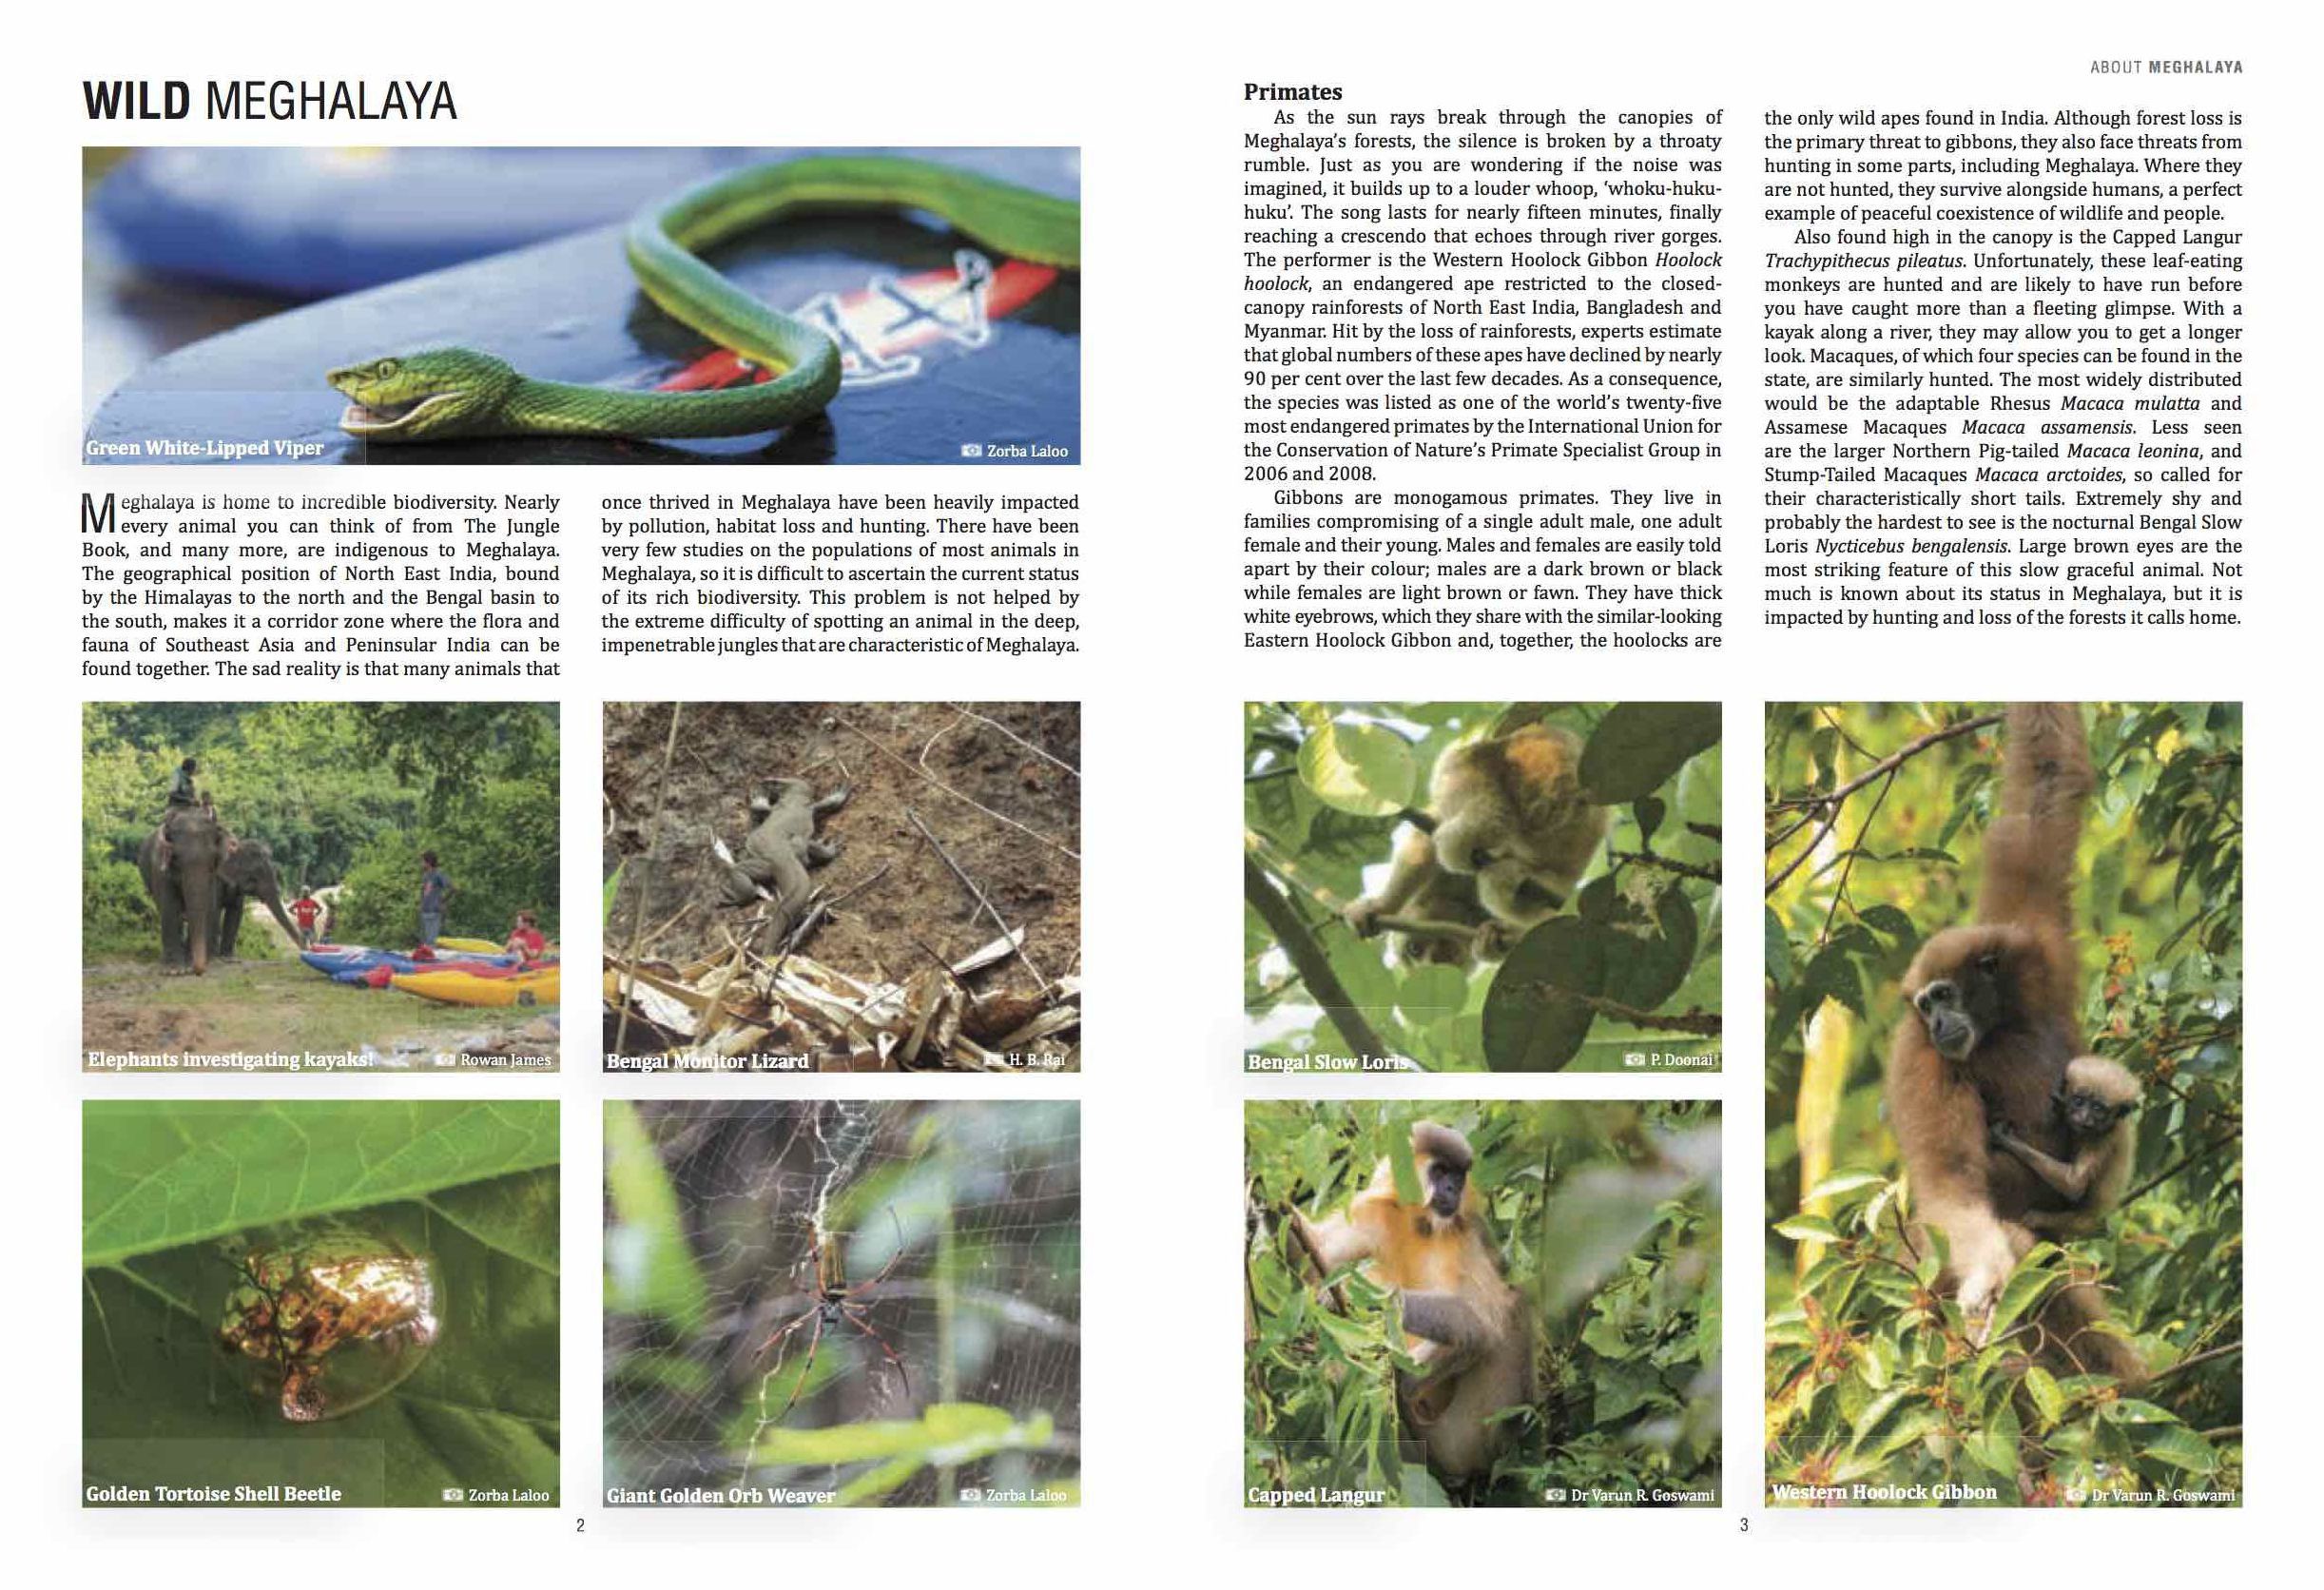 WILD MEGHALAYA
Green White-Lipped Viper
Zorba Laloo
Meghalaya is home to incredible biodiversity. Nearly
every animal you can think of from The Jungle
Book, and many more, are indigenous to Meghalaya.
The geographical position of North East India, bound
by the Himalayas to the north and the Bengal basin to
the south, makes it a corridor zone where the flora and
fauna of Southeast Asia and Peninsular India can be
found together. The sad reality is that many animals that
once thrived in Meghalaya have been heavily impacted
by pollution, habitat loss and hunting. There have been
very few studies on the populations of most animals in
Meghalaya, so it is difficult to ascertain the current status
of its rich biodiversity. This problem is not helped by
the extreme difficulty of spotting an animal in the deep,
impenetrable jungles that are characteristic of Meghalaya.
Elephants investigating kayaks!
Rowan James
Bengal Monitor Lizard
H. B. Rai
Golden Tortoise Shell Beetle
Zorba Laloo
Giant Golden Orb Weaver
Zorba Laloo
2
ABOUT MEGHALAYA
Primates
As the sun rays break through the canopies of
Meghalaya's forests, the silence is broken by a throaty
rumble. Just as you are wondering if the noise was
imagined, it builds up to a louder whoop, ‘whoku-huku-
huku’. The song lasts for nearly fifteen minutes, finally
reaching a crescendo that echoes through river gorges.
The performer is the Western Hoolock Gibbon Hoolock
hoolock, an endangered ape restricted to the closed-
canopy rainforests of North East India, Bangladesh and
Myanmar. Hit by the loss of rainforests, experts estimate
that global numbers of these apes have declined by nearly
90 per cent over the last few decades. As a consequence,
the species was listed as one of the world's twenty-five
most endangered primates by the International Union for
the Conservation of Nature's Primate Specialist Group in
2006 and 2008.
Gibbons are monogamous primates. They live in
families compromising of a single adult male, one adult
female and their young. Males and females are easily told
apart by their colour; males are a dark brown or black
while females are light brown or fawn. They have thick
white eyebrows, which they share with the similar-looking
Eastern Hoolock Gibbon and, together, the hoolocks are
the only wild apes found in India. Although forest loss is
the primary threat to gibbons, they also face threats from
hunting in some parts, including Meghalaya. Where they
are not hunted, they survive alongside humans, a perfect
example of peaceful coexistence of wildlife and people.
Also found high in the canopy is the Capped Langur
Trachypithecus pileatus. Unfortunately, these leaf-eating
monkeys are hunted and are likely to have run before
you have caught more than a fleeting glimpse. With a
kayak along a river, they may allow you to get a longer
look. Macaques, of which four species can be found in the
state, are similarly hunted. The most widely distributed
would be the adaptable Rhesus Macaca mulatta and
Assamese Macaques Macaca assamensis. Less seen
are the larger Northern Pig-tailed Macaca leonina, and
Stump-Tailed Macaques Macaca arctoides, so called for
their characteristically short tails. Extremely shy and
probably the hardest to see is the nocturnal Bengal Slow
Loris Nycticebus bengalensis. Large brown eyes are the
most striking feature of this slow graceful animal. Not
much is known about its status in Meghalaya, but it is
impacted by hunting and loss of the forests it calls home.
Bengal Slow Loris
P. Doonai
Capped Langur
Dr Varun R. Goswami
Western Hoolock Gibbon
Dr Varun R. Goswami
3